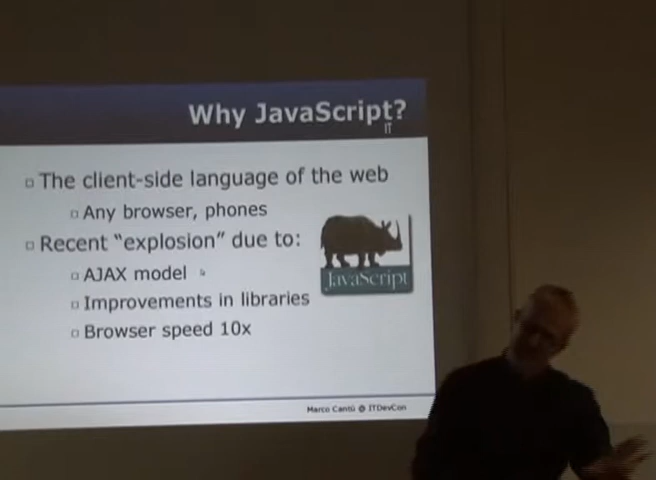 Why JavaScript?
IT
The client-side language of the web
Any browser, phones
Recent “explosion” due to:
AJAX model
Improvements in libraries
Browser speed 10x
JavaScript
Marco Cantù @ ITDevCon